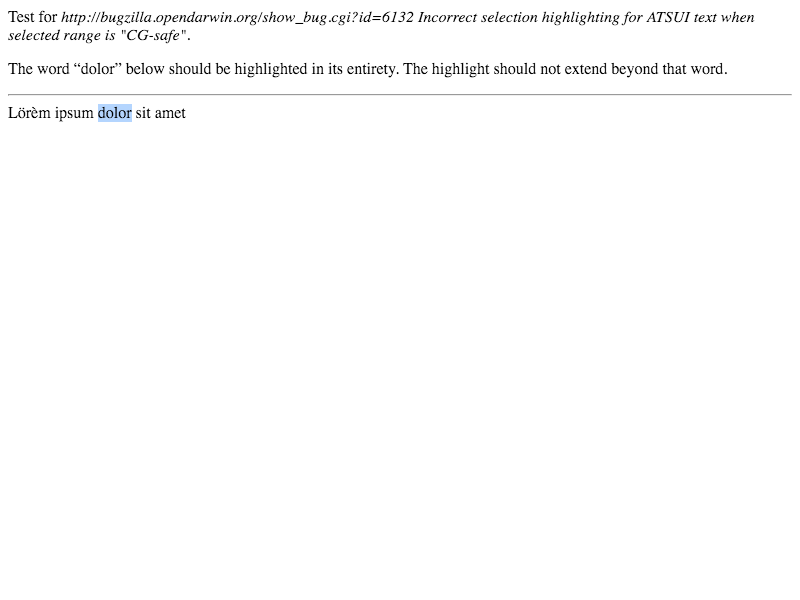 Test for http://bugzilla.opendarwin.org/show_bug.cgi?id=6132 Incorrect selection highlighting for ATSUI text when
selected range is "CG-safe".
The word “dolor” below should be highlighted in its entirety. The highlight should not extend beyond that word.
Lörèm ipsum dolor sit amet